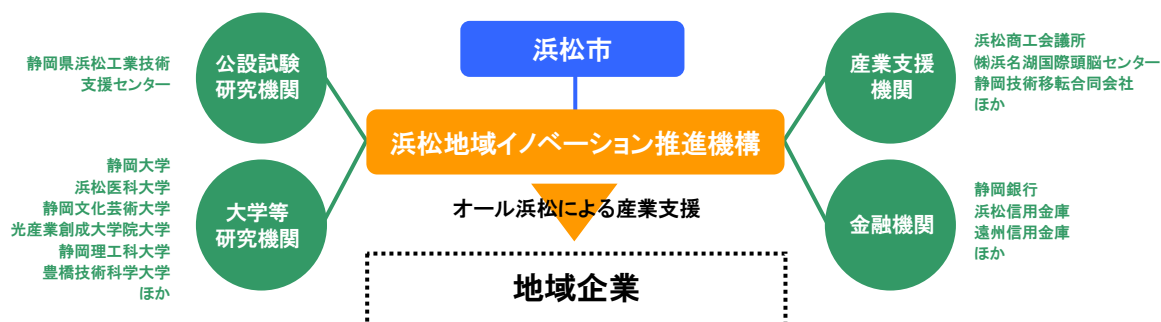 浜松市
公設試験
研究機関
静岡県浜松工業技術
支援センター
産業支援
機関
浜松商工会議所
㈱浜名湖国際頭脳センター
静岡技術移転合同会社
ほか
浜松地域イノベーション推進機構
大学等
研究機関
静岡大学
浜松医科大学
静岡文化芸術大学
光産業創成大学院大学
静岡理工科大学
豊橋技術科学大学
ほか
オール浜松による産業支援
金融機関
静岡銀行
浜松信用金庫
遠州信用金庫
ほか
地域企業